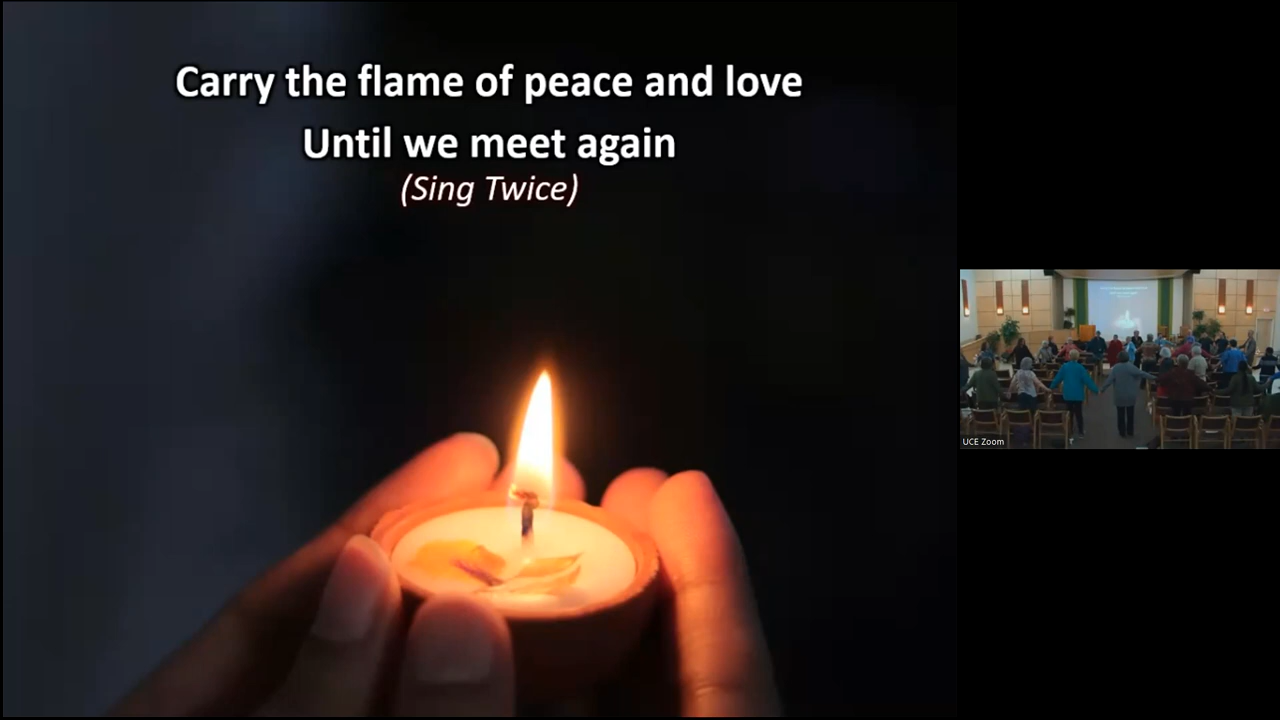 Carry the flame of peace and love
Until we meet again
(Sing Twice)
UCE Zoom